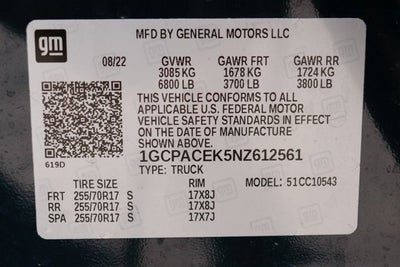 gm
MFD BY GENERAL MOTORS LLC
08/22 GVWR GAWR FRT GAWR RR
3085 KG 1678 KG 1724 KG
6800 LB 3700 LB 3800 LB
THIS VEHICLE CONFORMS TO ALL
APPLICABLE U.S. FEDERAL MOTOR
VEHICLE SAFETY STANDARDS IN EFFECT
ON THE DATE OF MANUFACTURE
SHOWN ABOVE.
1GCPACEK5NZ612561
619D TYPE: TRUCK
TIRE SIZE RIM MODEL: 51CC10543
FRT 255/70R17 S 17X8J
RR 255/70R17 S 17X8J
SPA 255/70R17 S 17X7J